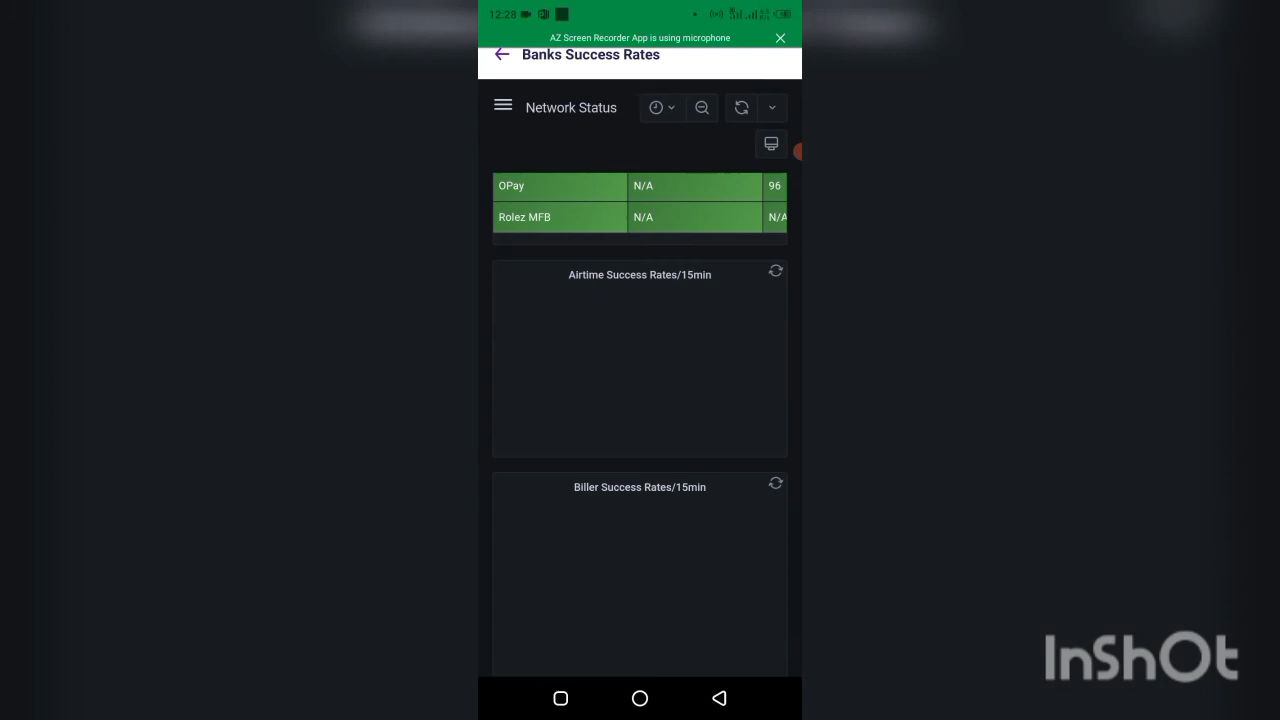 12:28
AZ Screen Recorder App is using microphone
Banks Success Rates
Network Status
OPay N/A 96
Rolez MFB N/A N/A
Airtime Success Rates/15min
Biller Success Rates/15min
InShOt